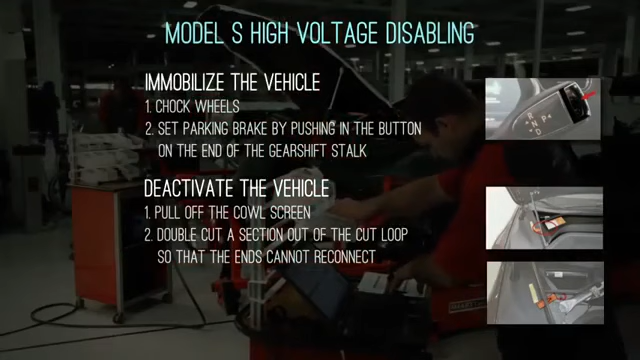 MODEL S HIGH VOLTAGE DISABLING
IMMOBILIZE THE VEHICLE
1. CHOCK WHEELS
2. SET PARKING BRAKE BY PUSHING IN THE BUTTON
ON THE END OF THE GEARSHIFT STALK
DEACTIVATE THE VEHICLE
1. PULL OFF THE COWL SCREEN
2. DOUBLE CUT A SECTION OUT OF THE CUT LOOP
SO THAT THE ENDS CANNOT RECONNECT
R
N P
D